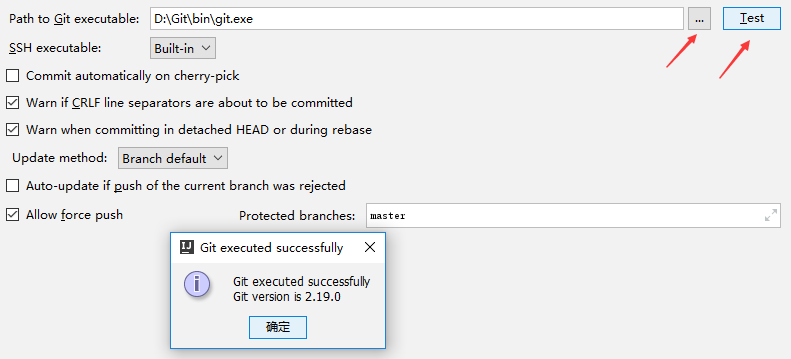 Path to Git executable: D:\Git\bin\git.exe ... Test
SSH executable: Built-in
Commit automatically on cherry-pick
Warn if CRLF line separators are about to be committed
Warn when committing in detached HEAD or during rebase
Update method: Branch default
Auto-update if push of the current branch was rejected
Allow force push Protected branches: master
IJ Git executed successfully
Git executed successfully
Git version is 2.19.0
确定